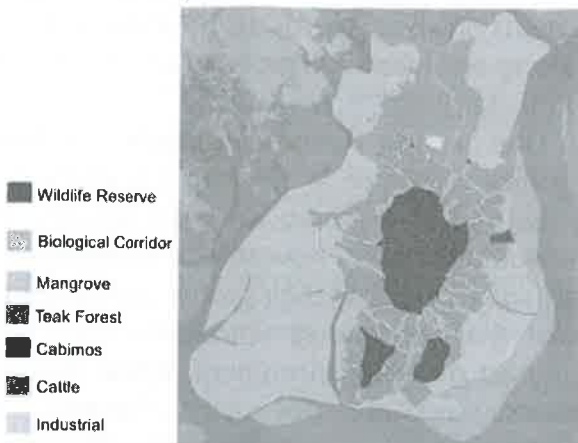 Wildlife Reserve
Biological Corridor
Mangrove
Teak Forest
Cabimos
Cattle
Industrial